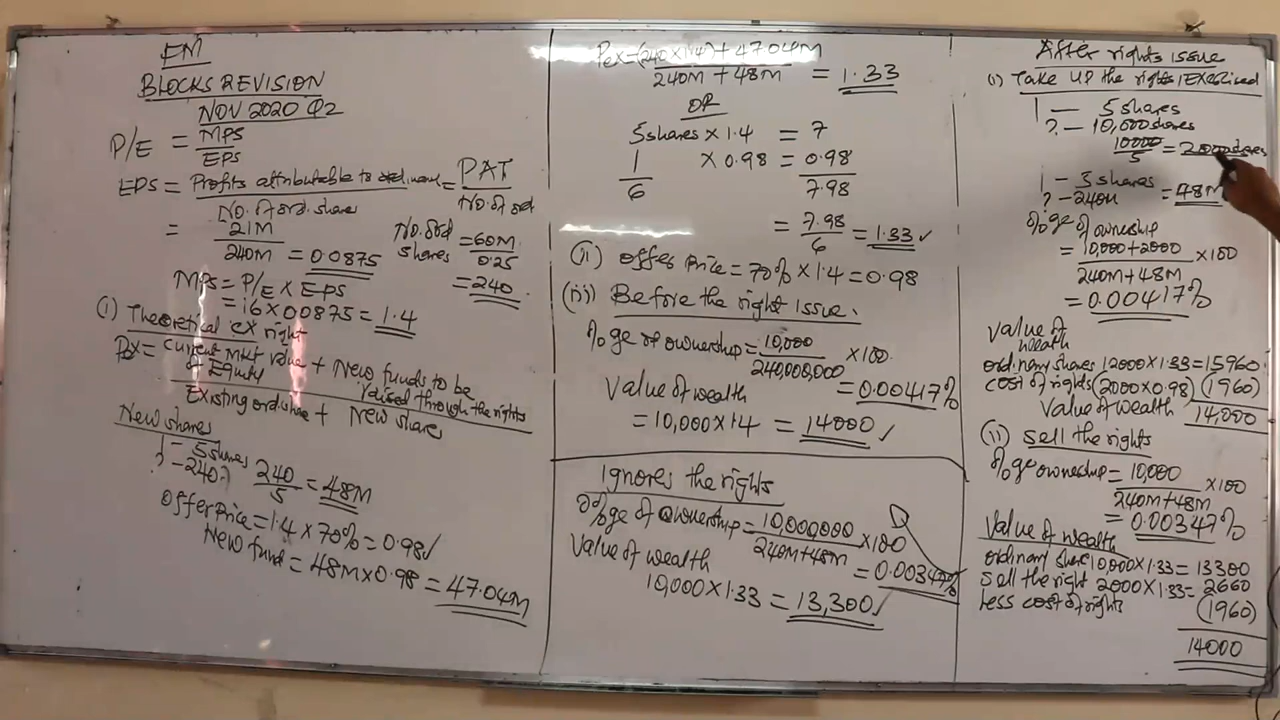 FM
BLOCKS REVISION
NOV 2020 Q2
P/E = MPS
EPS
EPS = Profits attributable to ordinary = PAT
No. of ord. share No. of ord
= 21M
240M = 0.0875
No. ord shares = 60M
0.25
= 240
MPS = P/E X EPS
= 16 X 00875 = 1.4
(i) Theoretical ex right
Pex = Current Mkt value of Equity + New funds to be raised through the rights
Existing ord share + New share
New shares
1 – 5 shares
? – 240
240
5 = 48M
Offer Price = 1.4 x 70% = 0.98 ✓
New fund = 48M X 0.98 = 47.04M
Pex = (240 X 1.4) + 4704M
240M + 48M = 1.33
OR
5 shares X 1.4 = 7
1 X 0.98 = 0.98
6 7.98
= 7.98
6 = 1.33 ✓
(ii) Offer Price = 70% X 1.4 = 0.98
(iii) Before the right issue.
%ge of ownership = 10,000
240,000,000 X 100
= 0.00417%
Value of wealth
= 10,000 X 14 = 14000 ✓
Ignores the rights
%ge of ownership = 10,000,000
240M+48M X 100
= 0.00347%
Value of wealth
10,000 X 1.33 = 13,300 ✓
After rights issue
(i) Take up the rights/Exercised
1 – 5 shares
? – 10,000 shares
10000
5 = 2000 shares
1 – 5 shares
? – 240M = 48M
%ge of ownership
= 10,000 + 2000
240M + 48M X 100
= 0.00417%
Value of wealth
ordinary shares 12000 X 1.33 = 15960
Cost of rights (2000 X 0.98) (1960)
Value of wealth 14,000
(ii) Sell the rights
%ge ownership = 10,000
240M + 48M X 100
= 0.00347%
Value of wealth
ordinary share 10,000 X 1.33 = 13300
Sell the right 2000 X 1.33 = 2660
less cost of rights (1960)
14000